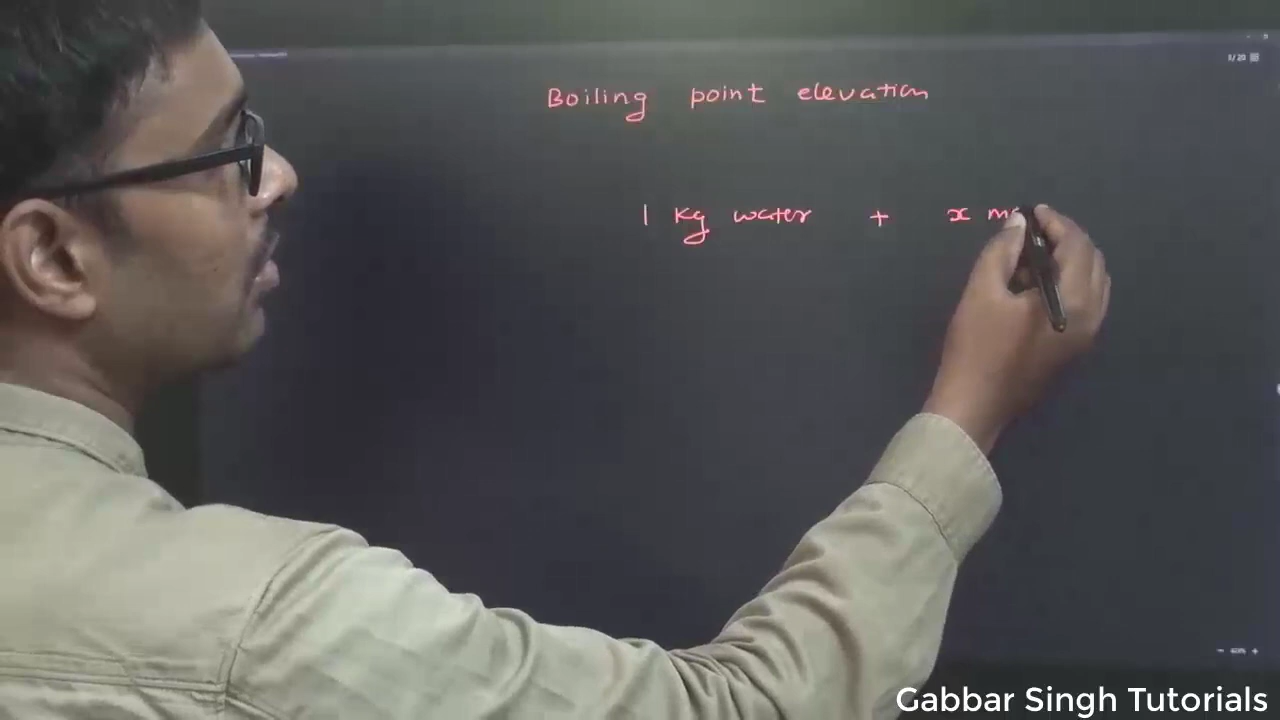 Boiling point elevation
1 kg water + x
Gabbar Singh Tutorials